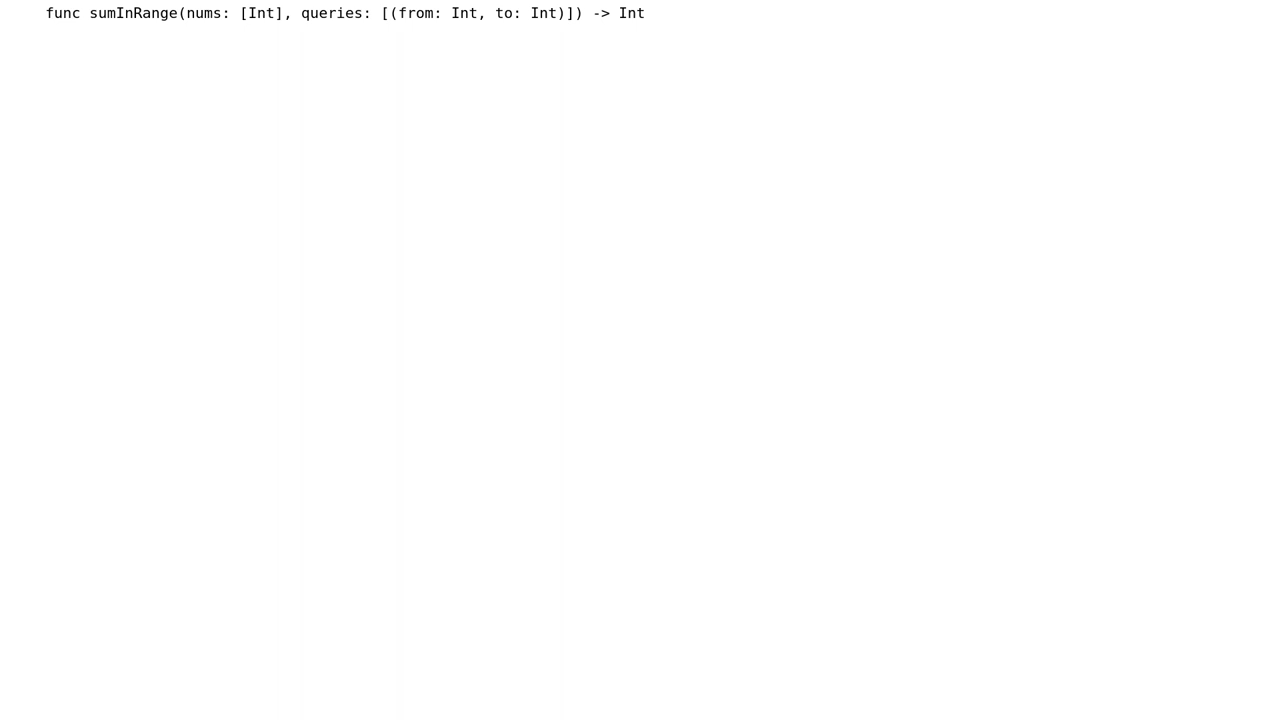 func sumInRange(nums: [Int], queries: [(from: Int, to: Int)]) -> Int